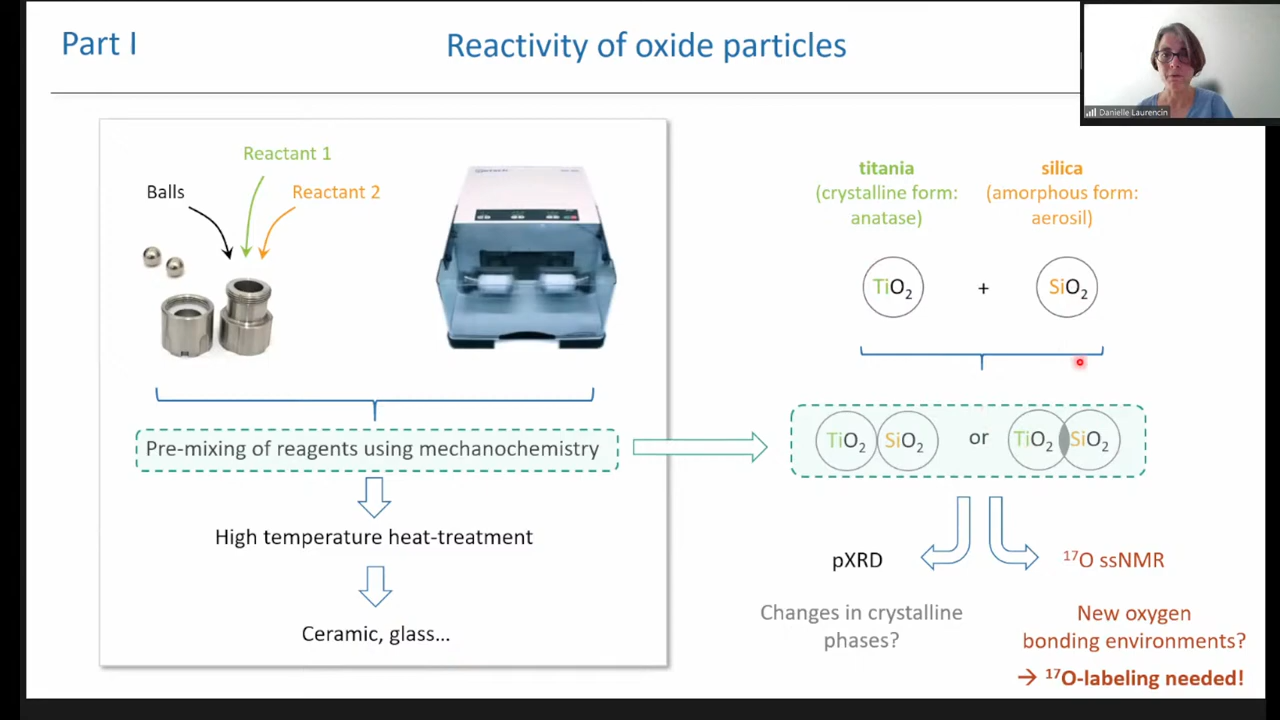 Part I
Reactivity of oxide particles
Danielle Laurencin
Reactant 1
Balls
Reactant 2
Pre-mixing of reagents using mechanochemistry
High temperature heat-treatment
Ceramic, glass...
titania
(crystalline form:
anatase)
silica
(amorphous form:
aerosil)
TiO₂
+
SiO₂
TiO₂ SiO₂ or TiO₂ SiO₂
pXRD
¹⁷O ssNMR
Changes in crystalline
phases?
New oxygen
bonding environments?
→ ¹⁷O-labeling needed!